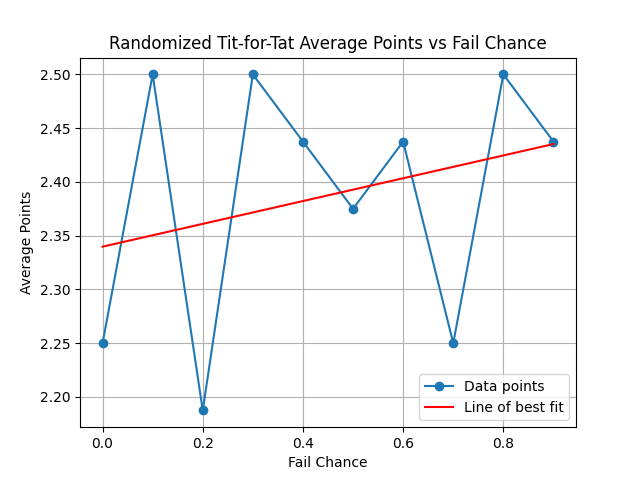 Randomized Tit-for-Tat Average Points vs Fail Chance
2.50
2.45
2.40
2.35
2.30
2.25
2.20
Average Points
0.0 0.2 0.4 0.6 0.8
Fail Chance
Data points
Line of best fit